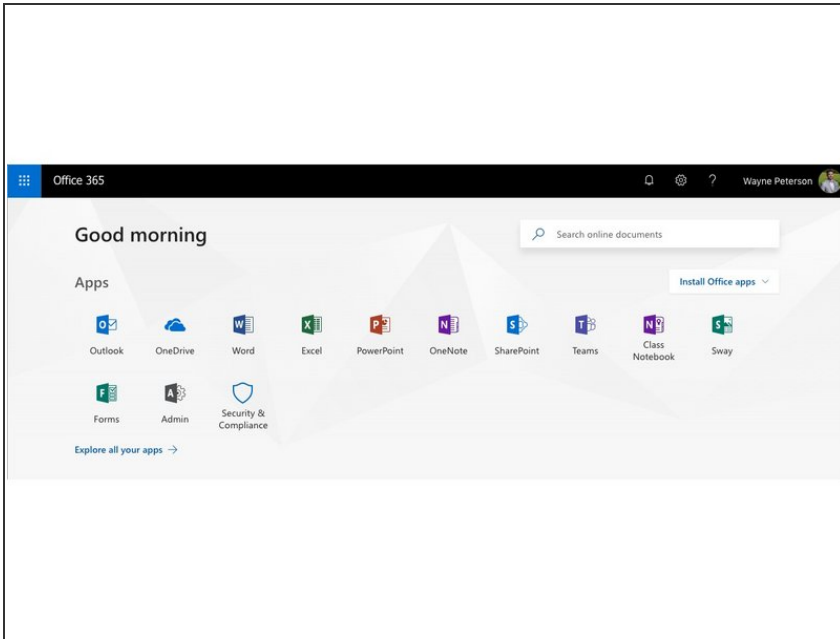 Office 365
?
Wayne Peterson
Good morning
Search online documents
Apps
Install Office apps
Outlook
OneDrive
Word
Excel
PowerPoint
OneNote
SharePoint
Teams
Class
Notebook
Sway
Forms
Admin
Security &
Compliance
Explore all your apps →